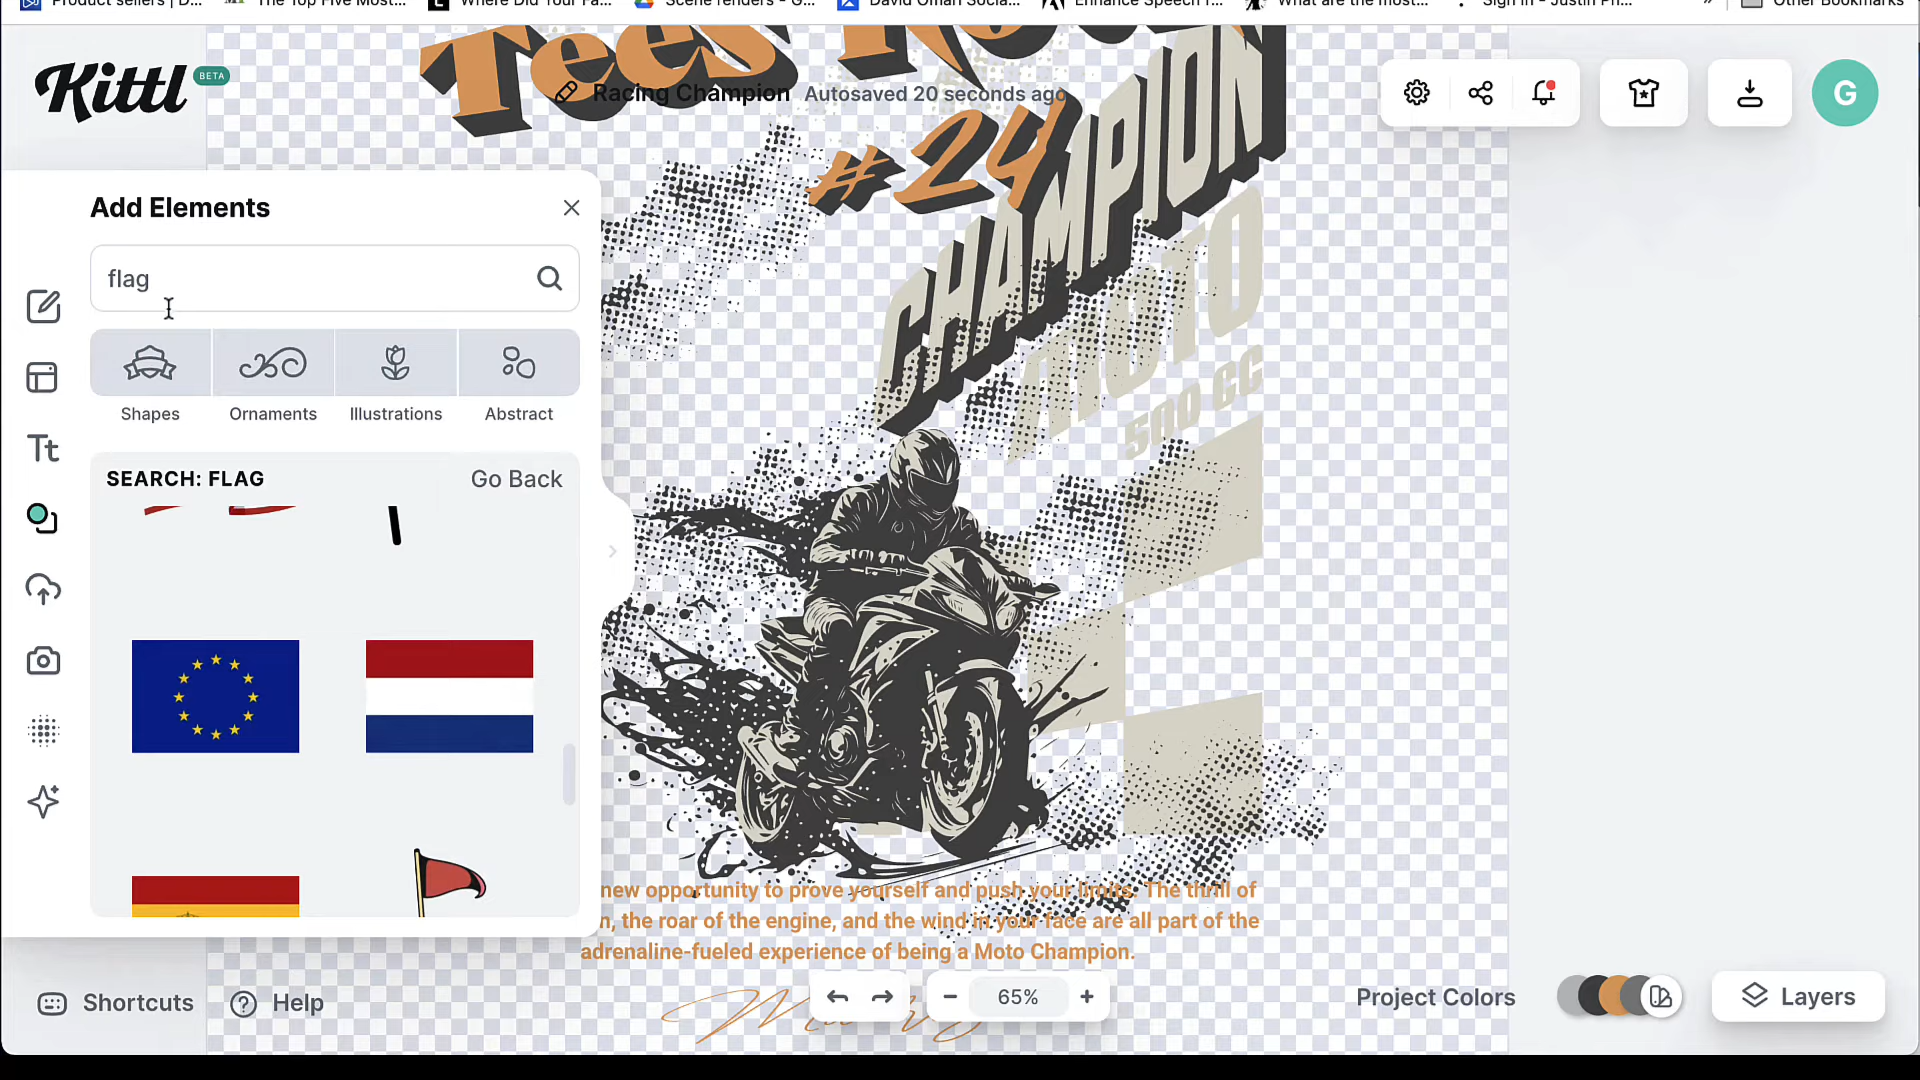 Product sellers | D...
The Top Five Most...
Where Did Your Fa...
Scene renders - G...
David Oman Socia...
Enhance Speech f...
What are the most...
Sign in - Justin Ph...
»
Other Bookmarks
Kittl
BETA
Tees
Racing Champion
Autosaved 20 seconds ago
G
#24
CHAMPION
MOTO
500 CC
Add Elements
flag
Shapes
Ornaments
Illustrations
Abstract
SEARCH: FLAG
Go Back
new opportunity to prove yourself and push your limits. The thrill of
n, the roar of the engine, and the wind in your face are all part of the
adrenaline-fueled experience of being a Moto Champion.
Shortcuts
Help
65%
Project Colors
Layers